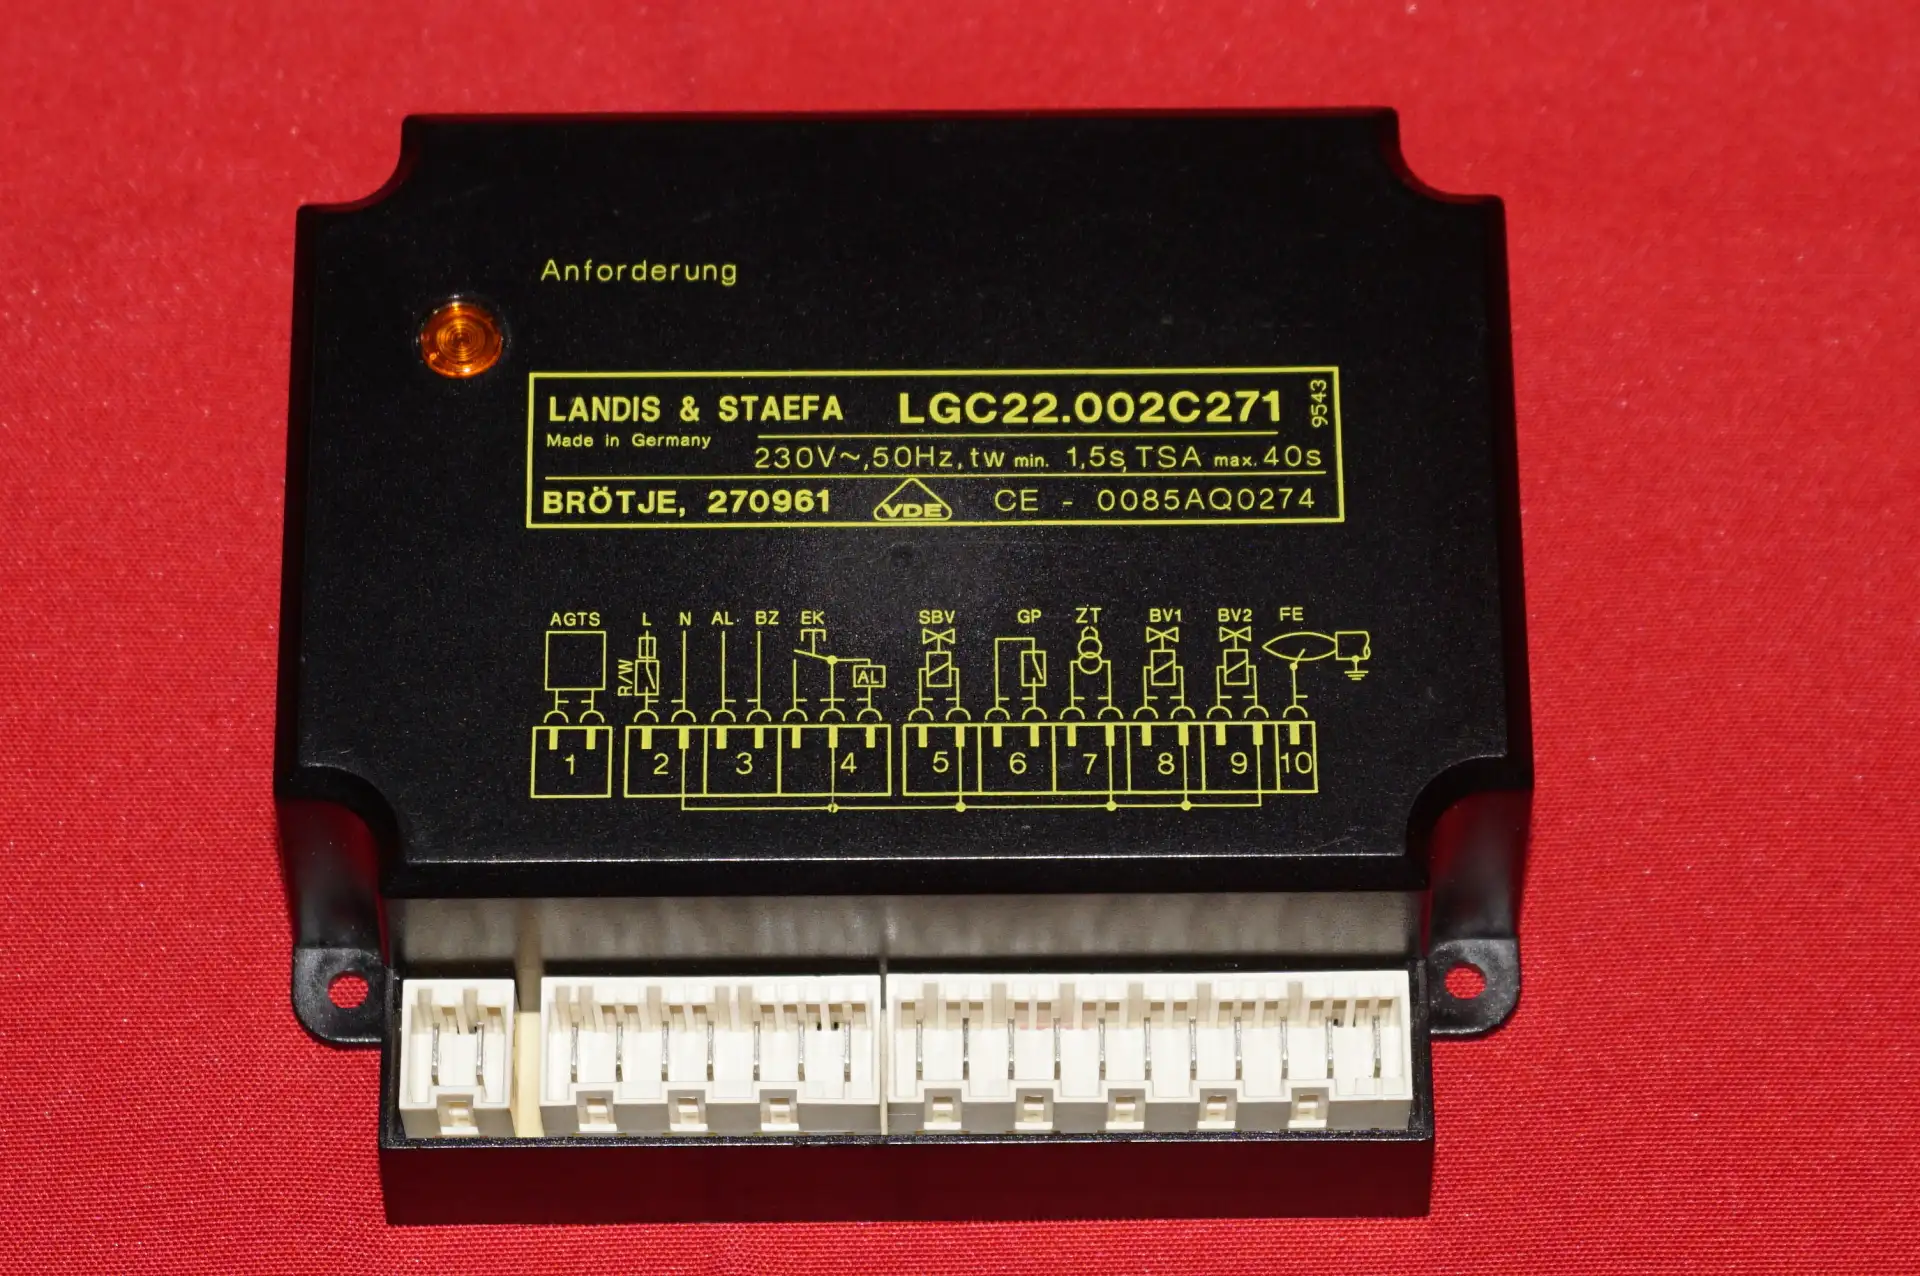 Anforderung
LANDIS & STAEFA LGC22.002C271
9543
Made in Germany
230V~,50Hz, tw min. 1,5s, TSA max. 40s
BRÖTJE, 270961 VDE CE - 0085AQ0274
AGTS L N AL BZ EK SBV GP ZT BV1 BV2 FE
R/W AL
1 2 3 4 5 6 7 8 9 10